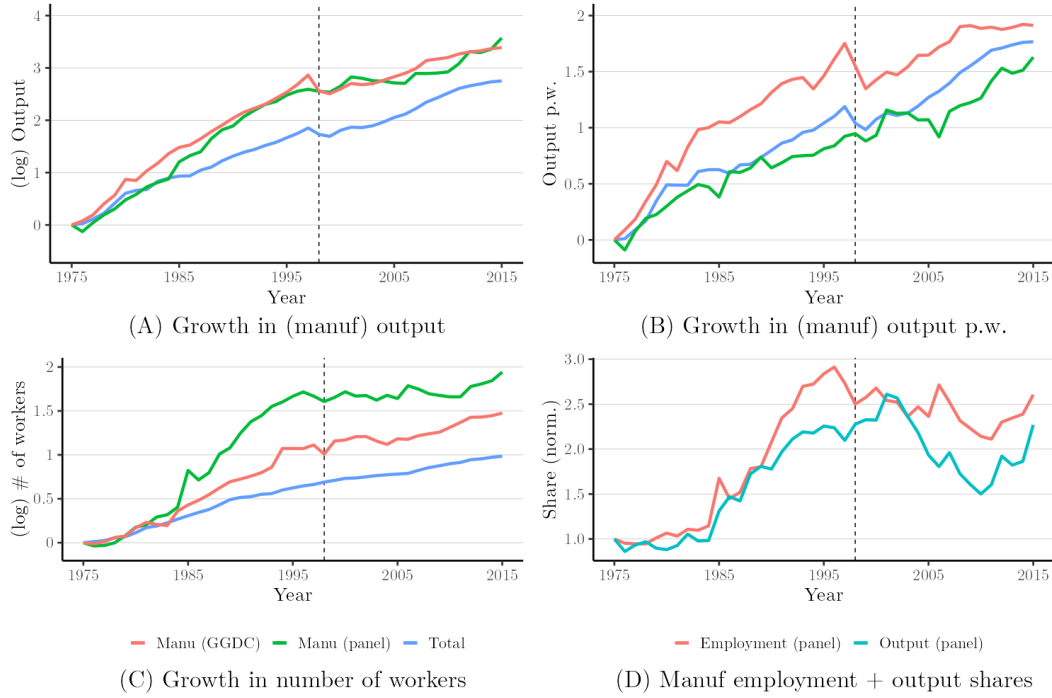 4
3
2
1
0
(log) Output
1975 1985 1995 2005 2015
Year
(A) Growth in (manuf) output
2
1.5
1
0.5
0
Output p.w.
1975 1985 1995 2005 2015
Year
(B) Growth in (manuf) output p.w.
2
1.5
1
0.5
0
(log) # of workers
1975 1985 1995 2005 2015
Year
Manu (GGDC) Manu (panel) Total
(C) Growth in number of workers
3.0
2.5
2.0
1.5
1.0
Share (norm.)
1975 1985 1995 2005 2015
Year
Employment (panel) Output (panel)
(D) Manuf employment + output shares